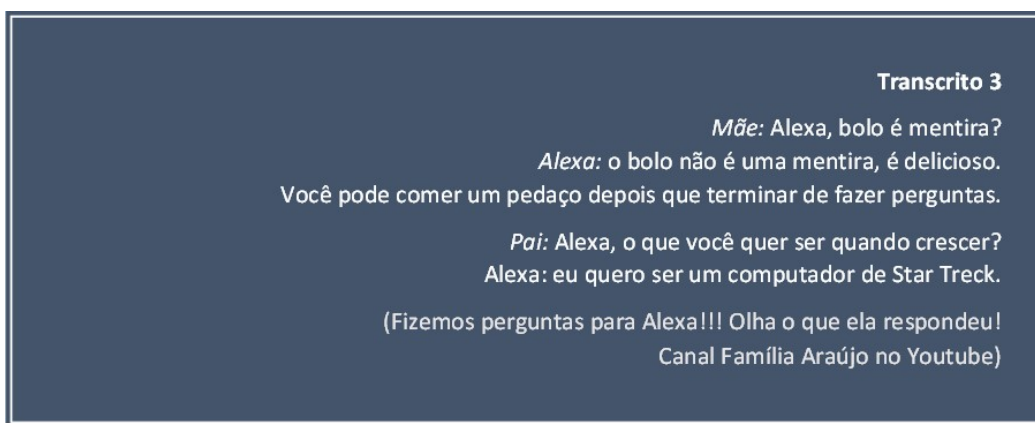 Transcrito 3
Mãe: Alexa, bolo é mentira?
Alexa: o bolo não é uma mentira, é delicioso.
Você pode comer um pedaço depois que terminar de fazer perguntas.
Pai: Alexa, o que você quer ser quando crescer?
Alexa: eu quero ser um computador de Star Treck.
(Fizemos perguntas para Alexa!!! Olha o que ela respondeu!
Canal Família Araújo no Youtube)